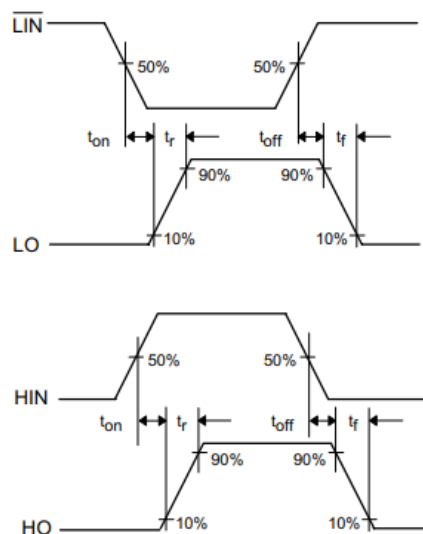 L̅I̅N̅
50% 50%
ton tr toff tf
90% 90%
LO 10% 10%
50% 50%
HIN
ton tr toff tf
90% 90%
10% 10%
HO